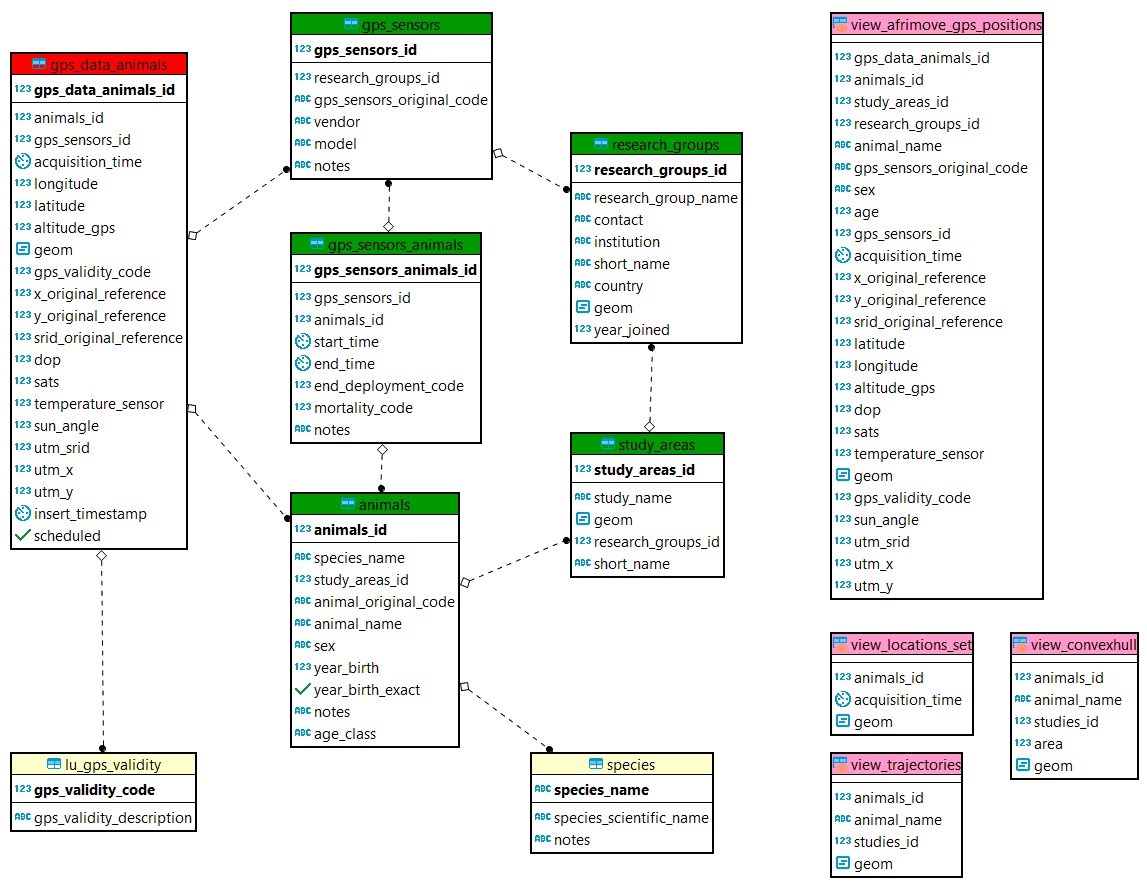 gps_data_animals
123 gps_data_animals_id
123 animals_id
123 gps_sensors_id
acquisition_time
123 longitude
123 latitude
123 altitude_gps
geom
123 gps_validity_code
123 x_original_reference
123 y_original_reference
123 srid_original_reference
123 dop
123 sats
123 temperature_sensor
123 sun_angle
123 utm_srid
123 utm_x
123 utm_y
insert_timestamp
scheduled
gps_sensors
123 gps_sensors_id
123 research_groups_id
ABC gps_sensors_original_code
ABC vendor
ABC model
ABC notes
gps_sensors_animals
123 gps_sensors_animals_id
123 gps_sensors_id
123 animals_id
start_time
end_time
123 end_deployment_code
123 mortality_code
ABC notes
animals
123 animals_id
ABC species_name
123 study_areas_id
ABC animal_original_code
ABC animal_name
ABC sex
123 year_birth
year_birth_exact
ABC notes
ABC age_class
research_groups
123 research_groups_id
ABC research_group_name
ABC contact
ABC institution
ABC short_name
ABC country
geom
123 year_joined
study_areas
123 study_areas_id
ABC study_name
geom
123 research_groups_id
ABC short_name
lu_gps_validity
123 gps_validity_code
ABC gps_validity_description
species
ABC species_name
ABC species_scientific_name
ABC notes
view_afrimove_gps_positions
123 gps_data_animals_id
123 animals_id
123 study_areas_id
123 research_groups_id
ABC animal_name
ABC gps_sensors_original_code
ABC sex
123 age
123 gps_sensors_id
acquisition_time
123 x_original_reference
123 y_original_reference
123 srid_original_reference
123 latitude
123 longitude
123 altitude_gps
123 dop
123 sats
123 temperature_sensor
geom
123 gps_validity_code
123 sun_angle
123 utm_srid
123 utm_x
123 utm_y
view_locations_set
123 animals_id
acquisition_time
geom
view_convexhull
123 animals_id
ABC animal_name
123 studies_id
123 area
geom
view_trajectories
123 animals_id
ABC animal_name
123 studies_id
geom